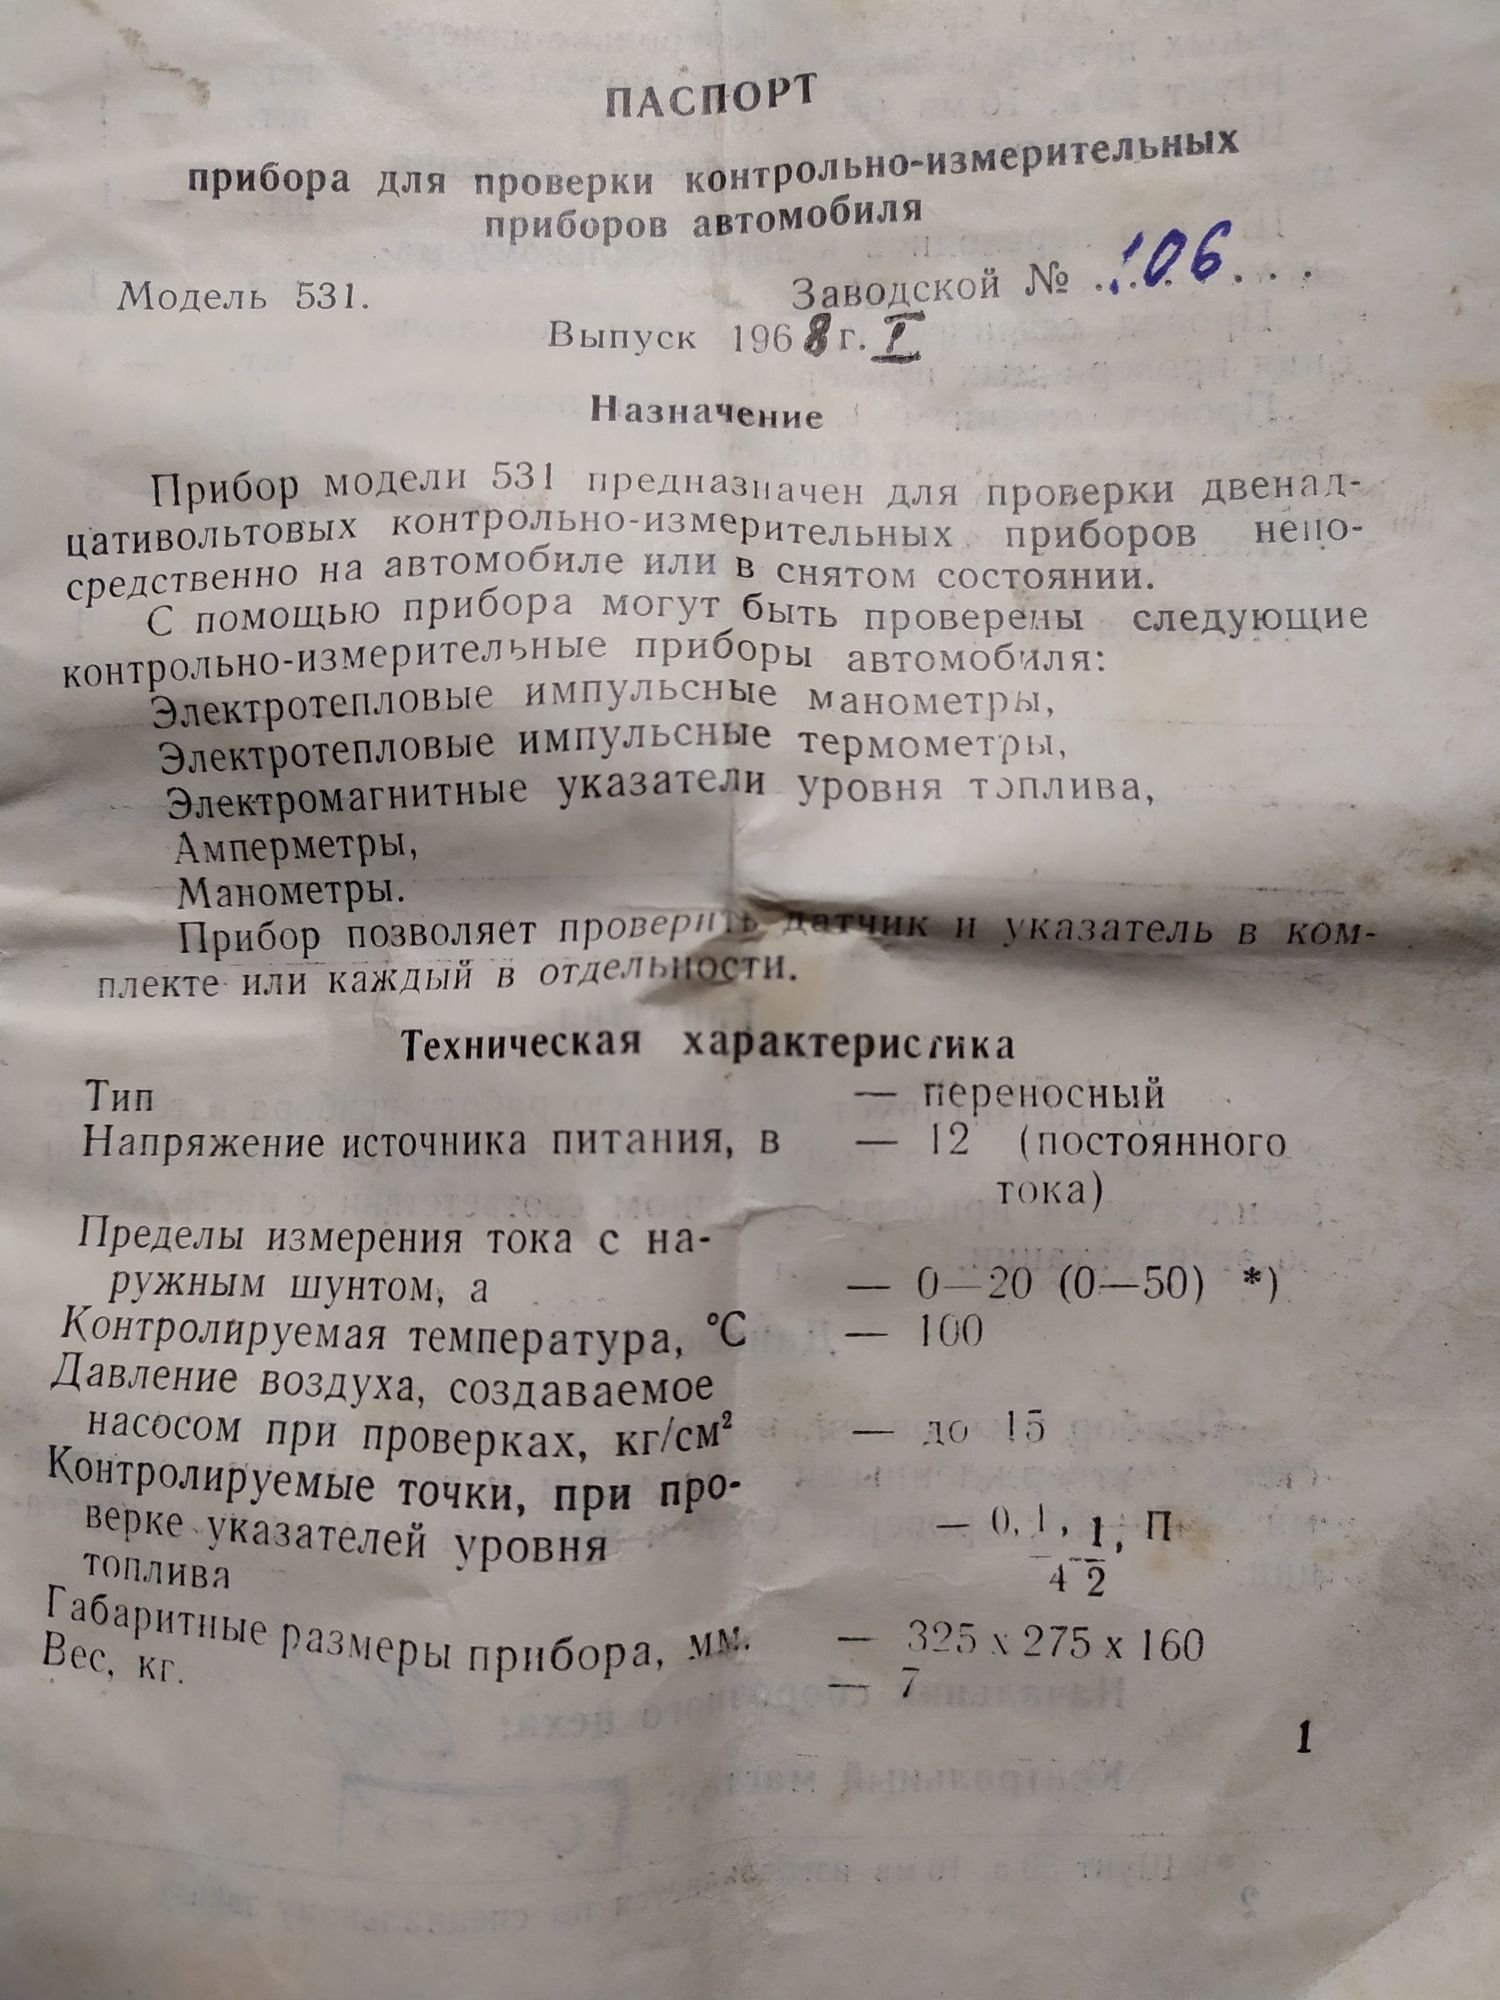 ПАСПОРТ
прибора для проверки контрольно-измерительных
приборов автомобиля
Модель 531. Заводской № 106
Выпуск 1968 г. I
Назначение
Прибор модели 531 предназначен для проверки двенад-
цативольтовых контрольно-измерительных приборов непо-
средственно на автомобиле или в снятом состоянии.
С помощью прибора могут быть проверены следующие
контрольно-измерительные приборы автомобиля:
Электротепловые импульсные манометры,
Электротепловые импульсные термометры,
Электромагнитные указатели уровня топлива,
Амперметры,
Манометры.
Прибор позволяет проверить датчик и указатель в ком-
плекте или каждый в отдельности.
Техническая характеристика
Тип — переносный
Напряжение источника питания, в — 12 (постоянного
тока)
Пределы измерения тока с на-
ружным шунтом, а — 0—20 (0—50) *)
Контролируемая температура, °С — 100
Давление воздуха, создаваемое
насосом при проверках, кг/см² — до 15
Контролируемые точки, при про-
верке указателей уровня — 0, 1/4, 1/2, П
топлива
Габаритные размеры прибора, мм. — 325 х 275 х 160
Вес, кг. — 7
1